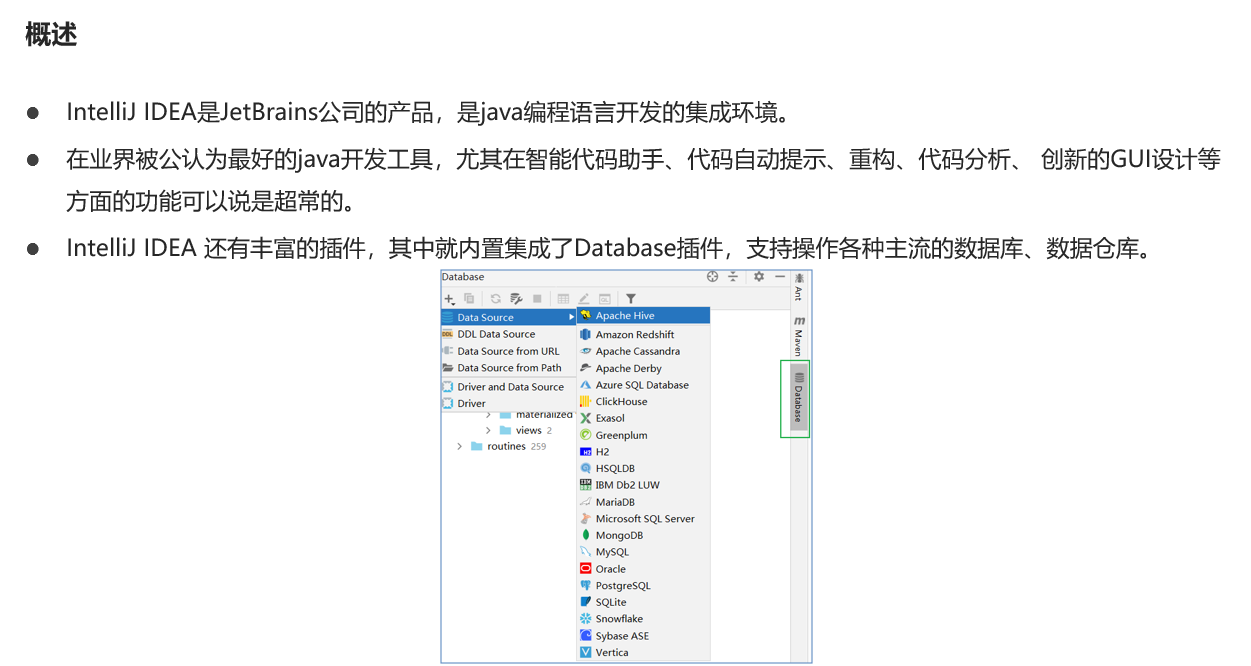 概述
● IntelliJ IDEA是JetBrains公司的产品，是java编程语言开发的集成环境。
● 在业界被公认为最好的java开发工具，尤其在智能代码助手、代码自动提示、重构、代码分析、 创新的GUI设计等
方面的功能可以说是超常的。
● IntelliJ IDEA 还有丰富的插件，其中就内置集成了Database插件，支持操作各种主流的数据库、数据仓库。
Database
Data Source
DDL Data Source
Data Source from URL
Data Source from Path
Driver and Data Source
Driver
materialized
views 2
routines 259
Apache Hive
Amazon Redshift
Apache Cassandra
Apache Derby
Azure SQL Database
ClickHouse
Exasol
Greenplum
H2
HSQLDB
IBM Db2 LUW
MariaDB
Microsoft SQL Server
MongoDB
MySQL
Oracle
PostgreSQL
SQLite
Snowflake
Sybase ASE
Vertica
Ant
m Maven
Database